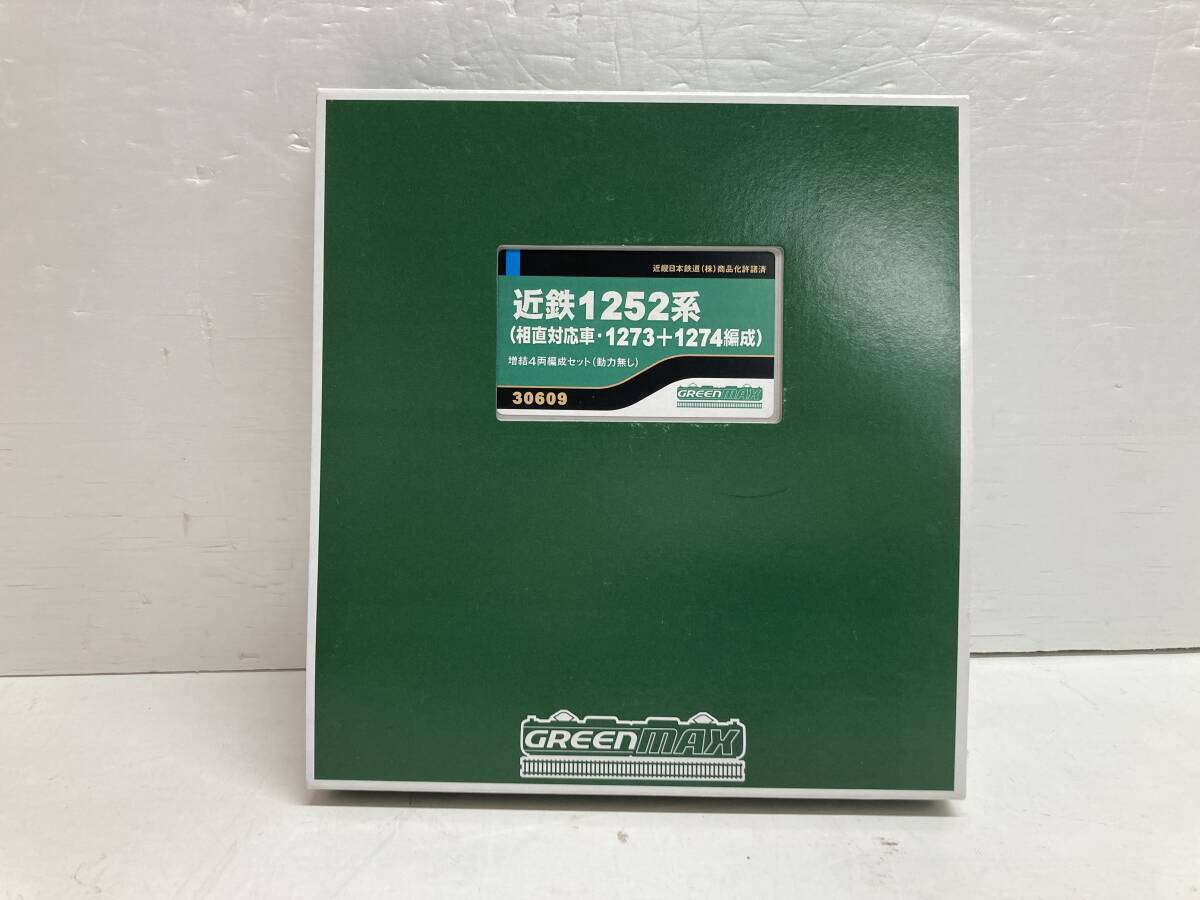 近畿日本鉄道(株)商品化許諾済
近鉄1252系
(相直対応車・1273+1274編成)
増結4両編成セット(動力無し)
30609
GREENMAX
GREENMAX